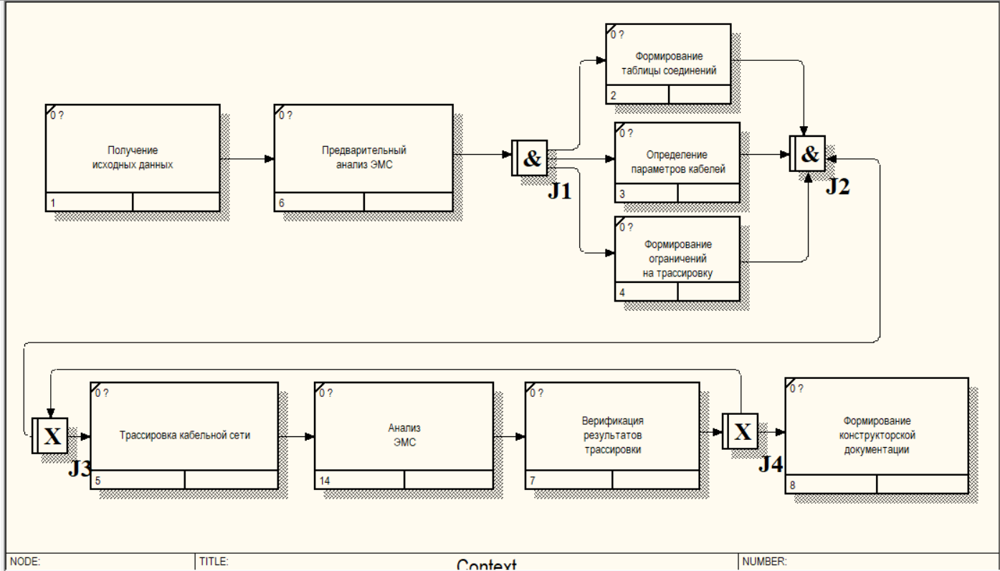 0 ?
Формирование
таблицы соединений
2
0 ?
Получение
исходных данных
1
0 ?
Предварительный
анализ ЭМС
6
&
J1
0 ?
Определение
параметров кабелей
3
&
J2
0 ?
Формирование
ограничений
на трассировку
4
X
J3
0 ?
Трассировка кабельной сети
5
0 ?
Анализ
ЭМС
14
0 ?
Верификация
результатов
трассировки
7
X
J4
0 ?
Формирование
конструкторской
документации
8
NODE:
TITLE:
Context
NUMBER: